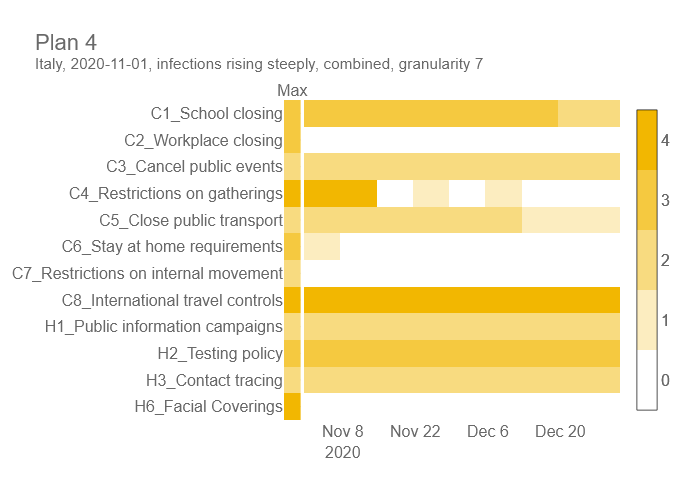 Plan 4
Italy, 2020-11-01, infections rising steeply, combined, granularity 7
Max
C1_School closing
C2_Workplace closing
C3_Cancel public events
C4_Restrictions on gatherings
C5_Close public transport
C6_Stay at home requirements
C7_Restrictions on internal movement
C8_International travel controls
H1_Public information campaigns
H2_Testing policy
H3_Contact tracing
H6_Facial Coverings
Nov 8 Nov 22 Dec 6 Dec 20
2020
4
3
2
1
0